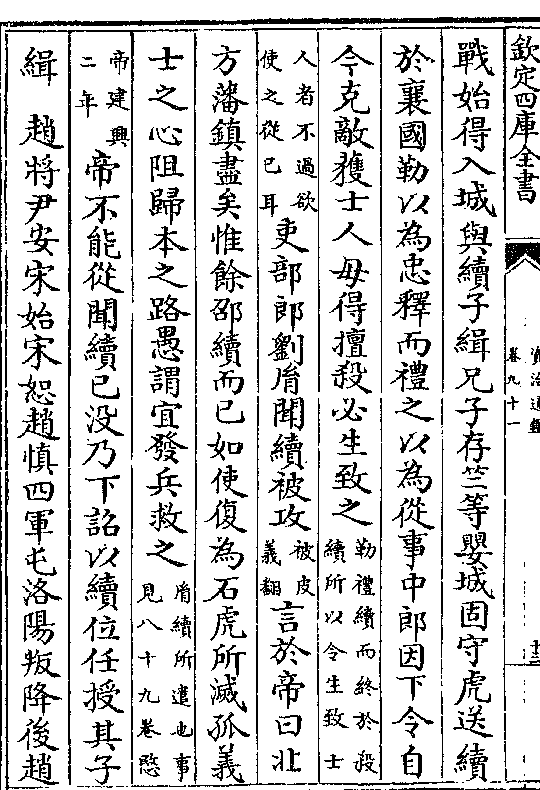 欽定四庫全書
資治通鑑
卷九十一
戰始得入城與續子緝兄子存竺等嬰城固守虎送續
於襄國勒以為忠釋而禮之以為從事中郎因下令自
今克敵獲士人毋得擅殺必生致之勒禮續而終於殺續所以令生致士
人者不過欲使之從己耳吏部郎劉胤聞續被攻被皮義翻言於帝曰北
方藩鎮盡矣惟餘邵續而已如使復為石虎所滅孤義
士之心阻歸本之路愚謂宜發兵救之胤續所遣也事見八十九卷愍
帝建興二年帝不能從聞續已没乃下詔以續位任授其子
緝　趙將尹安宋始宋恕趙慎四軍屯洛陽叛降後趙